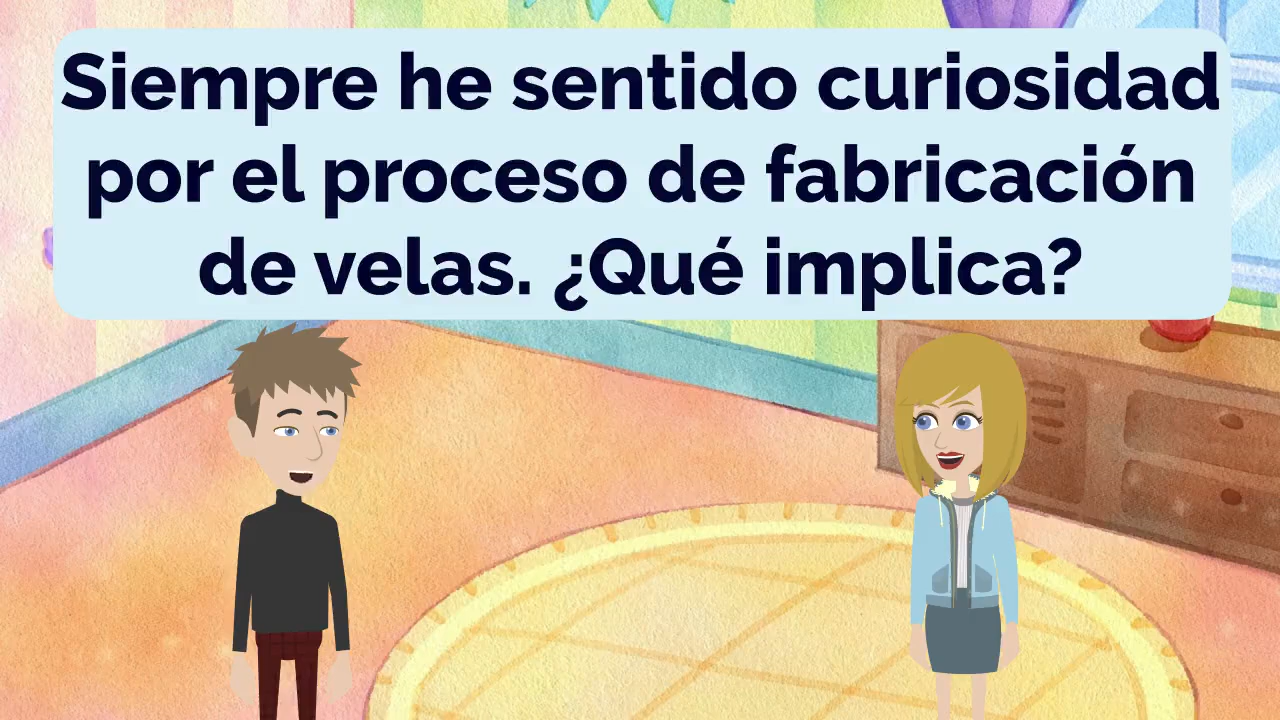 Siempre he sentido curiosidad
por el proceso de fabricación
de velas. ¿Qué implica?